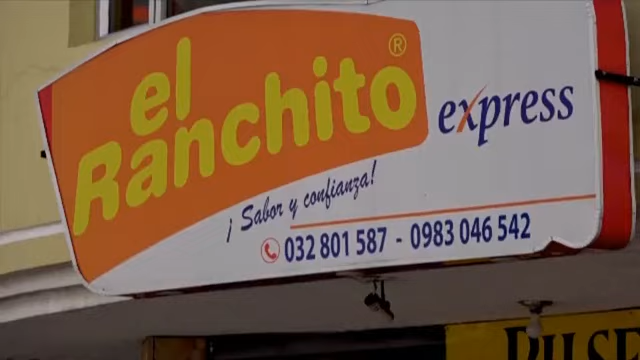 el
Ranchito®
express
¡Sabor y confianza!
032 801 587 - 0983 046 542